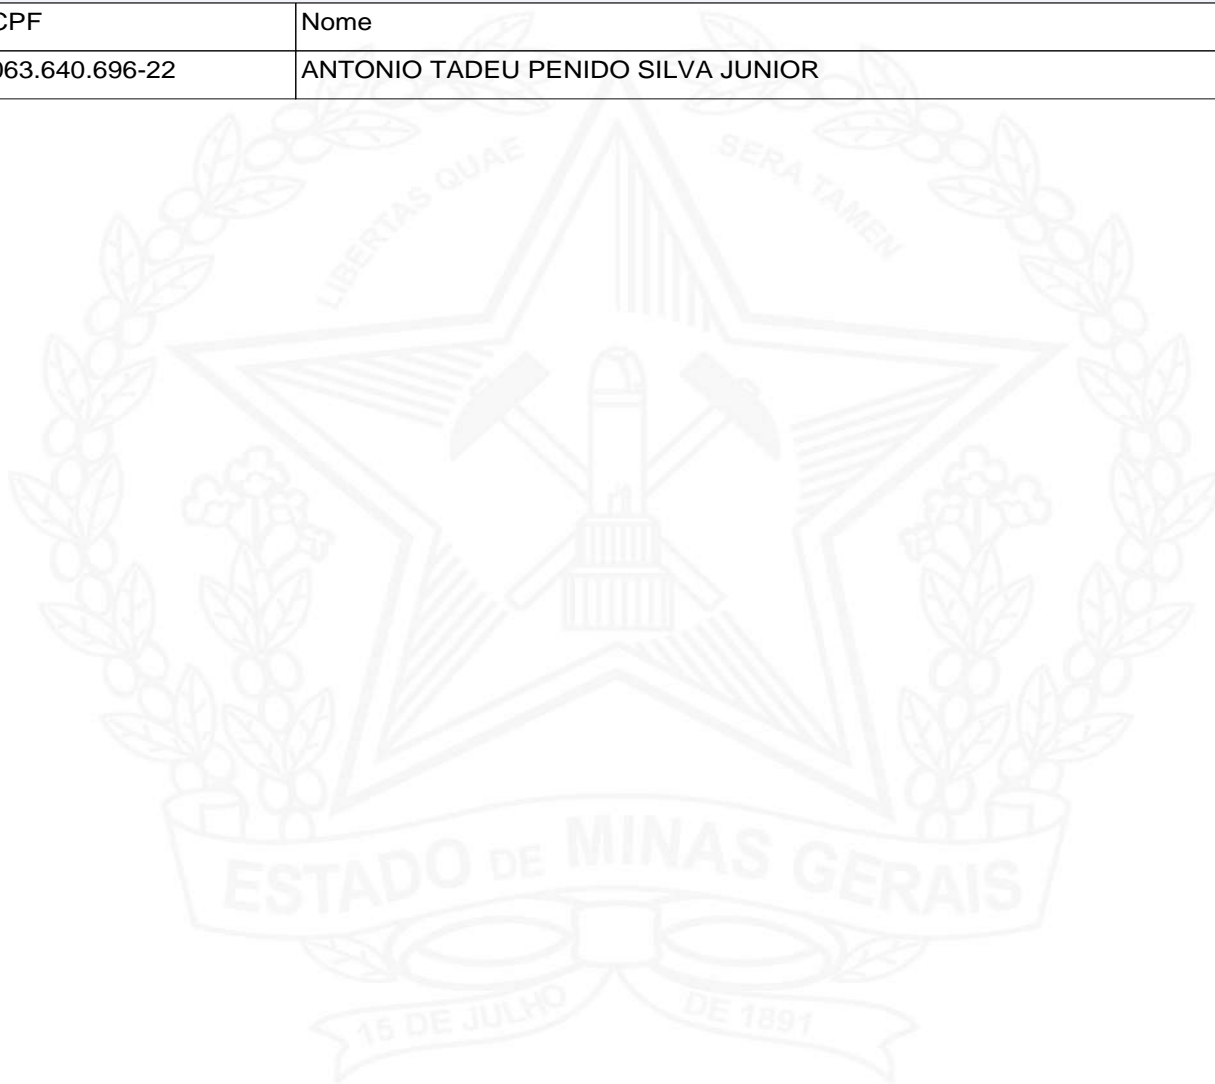 CPF Nome
063.640.696-22 ANTONIO TADEU PENIDO SILVA JUNIOR
LIBERTAS QUAE SERA TAMEN
ESTADO DE MINAS GERAIS
15 DE JULHO DE 1891